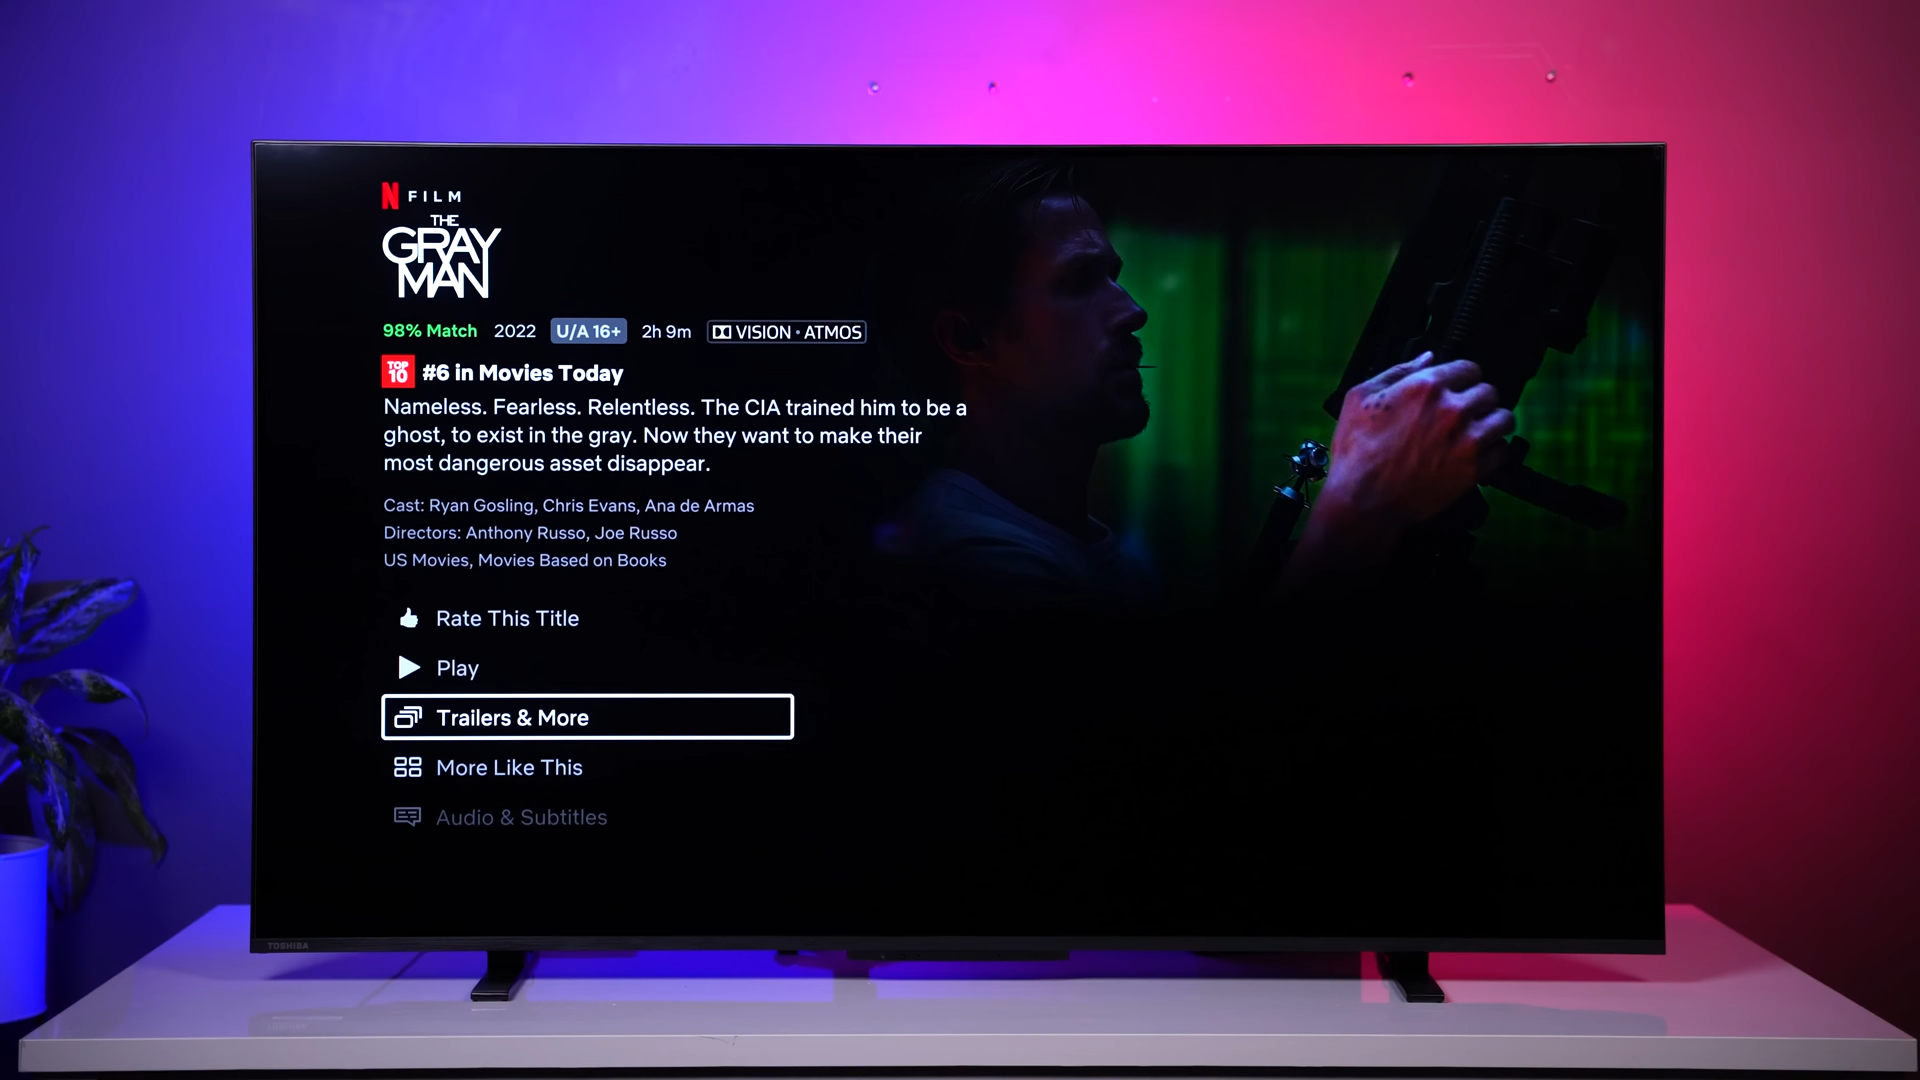 N FILM
THE
GRAY
MAN
98% Match 2022 U/A 16+ 2h 9m VISION • ATMOS
TOP 10 #6 in Movies Today
Nameless. Fearless. Relentless. The CIA trained him to be a
ghost, to exist in the gray. Now they want to make their
most dangerous asset disappear.
Cast: Ryan Gosling, Chris Evans, Ana de Armas
Directors: Anthony Russo, Joe Russo
US Movies, Movies Based on Books
Rate This Title
Play
Trailers & More
More Like This
Audio & Subtitles
TOSHIBA